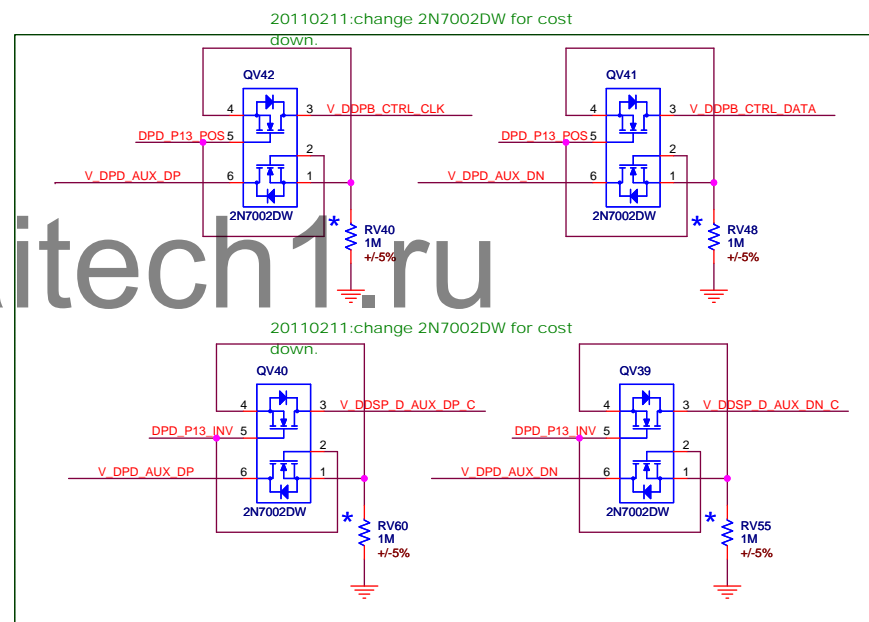 20110211:change 2N7002DW for cost
down.
QV42
QV41
4
3
V_DDPB_CTRL_CLK
4
3
V_DDPB_CTRL_DATA
DPD_P13_POS
5
DPD_P13_POS
5
2
2
V_DPD_AUX_DP
6
1
V_DPD_AUX_DN
6
1
2N7002DW
*
RV40
1M
+/-5%
2N7002DW
*
RV48
1M
+/-5%
itech1.ru
20110211:change 2N7002DW for cost
down.
QV40
QV39
4
3
V_DDSP_D_AUX_DP_C
4
3
V_DDSP_D_AUX_DN_C
DPD_P13_INV
5
DPD_P13_INV
5
2
2
V_DPD_AUX_DP
6
1
V_DPD_AUX_DN
6
1
2N7002DW
*
RV60
1M
+/-5%
2N7002DW
*
RV55
1M
+/-5%